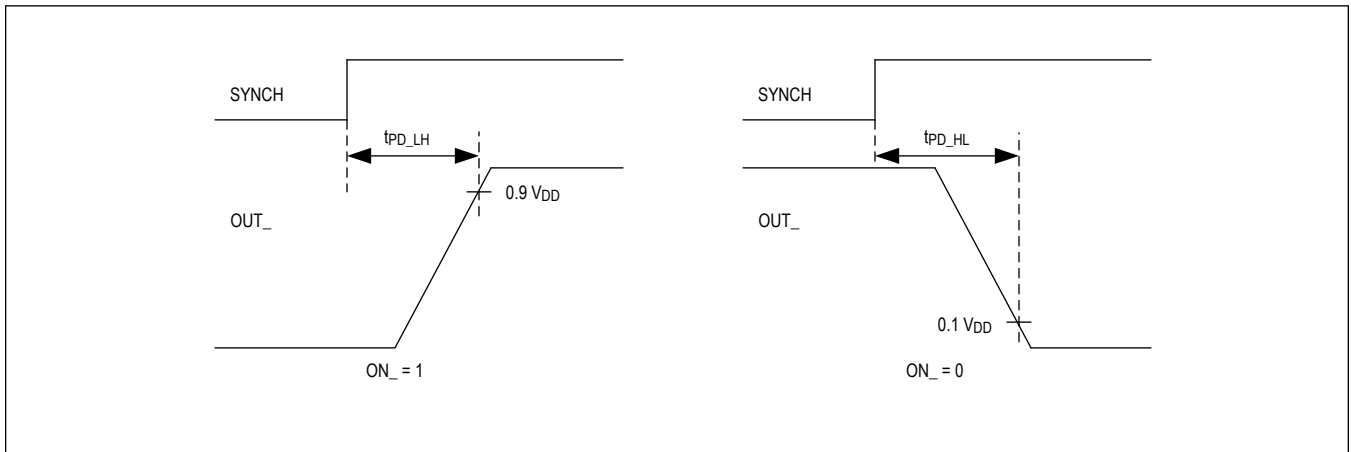 SYNCH
tPD_LH
0.9 VDD
OUT_
ON_ = 1
SYNCH
tPD_HL
OUT_
0.1 VDD
ON_ = 0